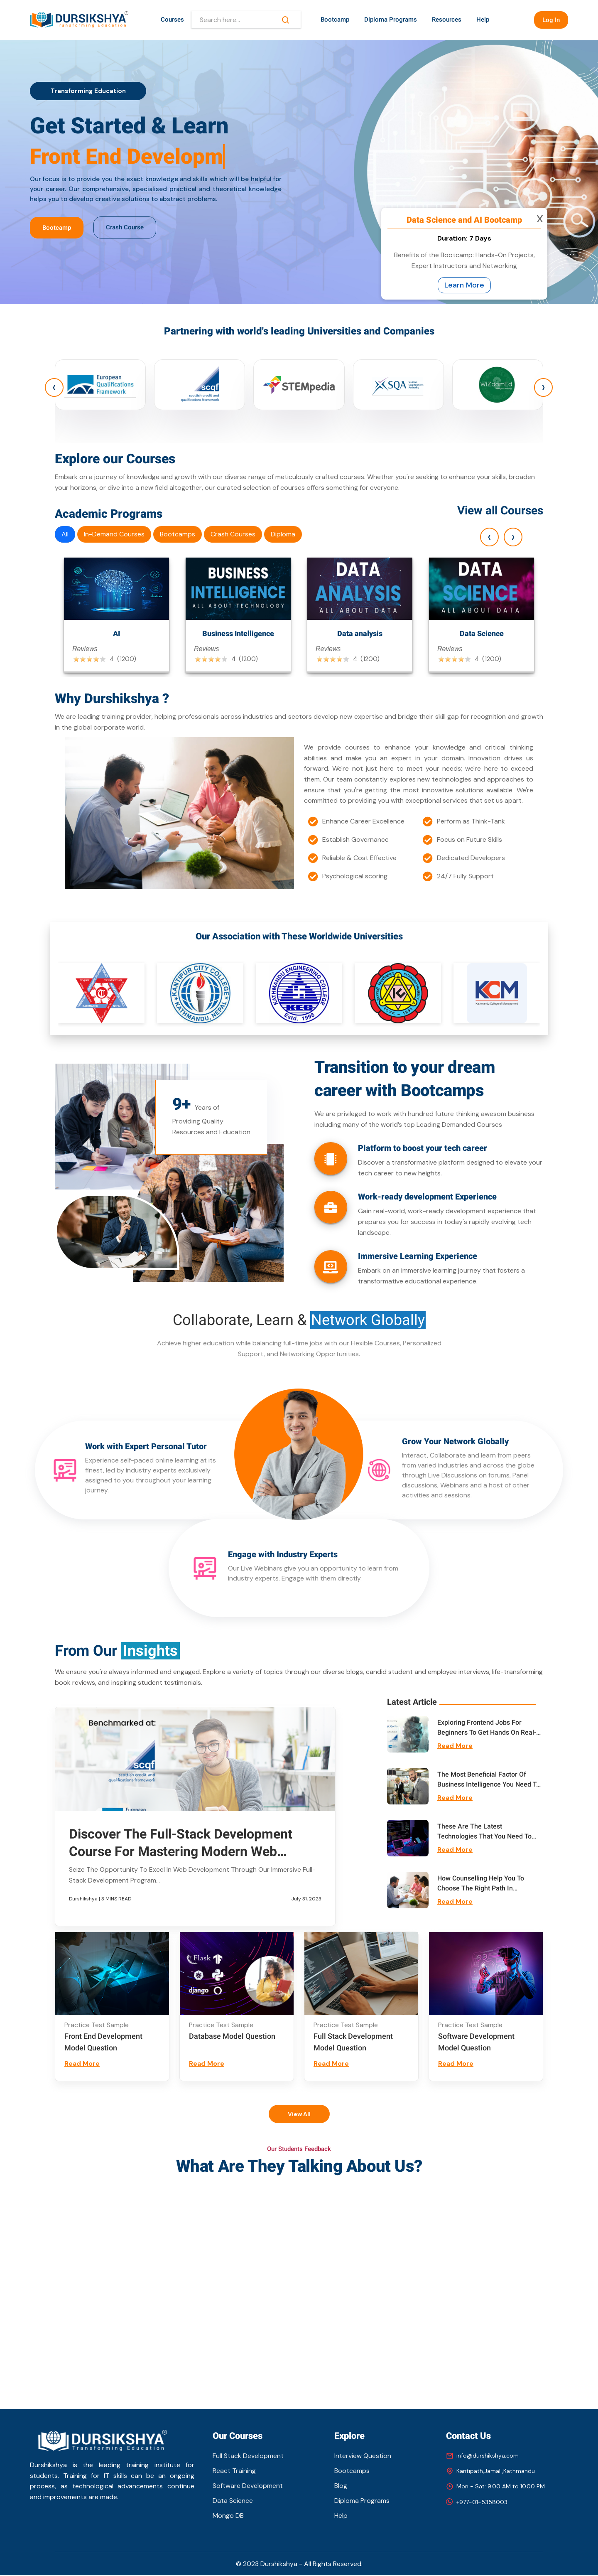 DURSIKSHYA®
Transforming Education
Courses
Search here...
Bootcamp
Diploma Programs
Resources
Help
Log In
Transforming Education
Get Started & Learn
Front End Developm
Our focus is to provide you the exact knowledge and skills which will be helpful for
your career. Our comprehensive, specialised practical and theoretical knowledge
helps you to develop creative solutions to abstract problems.
Bootcamp
Crash Course
Data Science and AI Bootcamp
X
Duration: 7 Days
Benefits of the Bootcamp: Hands-On Projects,
Expert Instructors and Networking
Learn More
Partnering with world's leading Universities and Companies
European
Qualifications
Framework
scqf
scottish credit and
qualifications framework
STEMpedia
SQA
WizdomEd
Explore our Courses
Embark on a journey of knowledge and growth with our diverse range of meticulously crafted courses. Whether you're seeking to enhance your skills, broaden
your horizons, or dive into a new field altogether, our curated selection of courses offers something for everyone.
Academic Programs
View all Courses
All
In-Demand Courses
Bootcamps
Crash Courses
Diploma
BUSINESS
INTELLIGENCE
ALL ABOUT TECHNOLOGY
DATA
ANALYSIS
ALL ABOUT DATA
DATA
SCIENCE
ALL ABOUT DATA
AI
Reviews
4 (1200)
Business Intelligence
Reviews
4 (1200)
Data analysis
Reviews
4 (1200)
Data Science
Reviews
4 (1200)
Why Durshikshya ?
We are leading training provider, helping professionals across industries and sectors develop new expertise and bridge their skill gap for recognition and growth
in the global corporate world.
We provide courses to enhance your knowledge and critical thinking
abilities and make you an expert in your domain. Innovation drives us
forward. We're not just here to meet your needs; we're here to exceed
them. Our team constantly explores new technologies and approaches to
ensure that you're getting the most innovative solutions available. We're
committed to providing you with exceptional services that set us apart.
Enhance Career Excellence
Perform as Think-Tank
Establish Governance
Focus on Future Skills
Reliable & Cost Effective
Dedicated Developers
Psychological scoring
24/7 Fully Support
Our Association with These Worldwide Universities
KANTIPUR CITY COLLEGE
KATHMANDU, NEPAL
KATHMANDU ENGINEERING COLLEGE
KEC
Estd. 1998
KCM
Transition to your dream
career with Bootcamps
9+ Years of
Providing Quality
Resources and Education
We are privileged to work with hundred future thinking awesom business
including many of the world's top Leading Demanded Courses
Platform to boost your tech career
Discover a transformative platform designed to elevate your
tech career to new heights.
Work-ready development Experience
Gain real-world, work-ready development experience that
prepares you for success in today's rapidly evolving tech
landscape.
Immersive Learning Experience
Embark on an immersive learning journey that fosters a
transformative educational experience.
Collaborate, Learn & Network Globally
Achieve higher education while balancing full-time jobs with our Flexible Courses, Personalized
Support, and Networking Opportunities.
Work with Expert Personal Tutor
Experience self-paced online learning at its
finest, led by industry experts exclusively
assigned to you throughout your learning
journey.
Grow Your Network Globally
Interact, Collaborate and learn from peers
from varied industries and across the globe
through Live Discussions on forums, Panel
discussions, Webinars and a host of other
activities and sessions.
Engage with Industry Experts
Our Live Webinars give you an opportunity to learn from
industry experts. Engage with them directly.
From Our Insights
We ensure you're always informed and engaged. Explore a variety of topics through our diverse blogs, candid student and employee interviews, life-transforming
book reviews, and inspiring student testimonials.
Benchmarked at:
scqf
scottish credit and
qualifications framework
European
Discover The Full-Stack Development
Course For Mastering Modern Web...
Seize The Opportunity To Excel In Web Development Through Our Immersive Full-
Stack Development Program...
Durshikshya | 3 MINS READ
July 31, 2023
Latest Article
Exploring Frontend Jobs For
Beginners To Get Hands On Real-...
Read More
The Most Beneficial Factor Of
Business Intelligence You Need T...
Read More
These Are The Latest
Technologies That You Need To...
Read More
How Counselling Help You To
Choose The Right Path In...
Read More
Flask
django
Practice Test Sample
Front End Development
Model Question
Read More
Practice Test Sample
Database Model Question
Read More
Practice Test Sample
Full Stack Development
Model Question
Read More
Practice Test Sample
Software Development
Model Question
Read More
View All
Our Students Feedback
What Are They Talking About Us?
DURSIKSHYA®
Transforming Education
Durshikshya is the leading training institute for
students. Training for IT skills can be an ongoing
process, as technological advancements continue
and improvements are made.
Our Courses
Full Stack Development
React Training
Software Development
Data Science
Mongo DB
Explore
Interview Question
Bootcamps
Blog
Diploma Programs
Help
Contact Us
info@durshikshya.com
Kantipath,Jamal ,Kathmandu
Mon - Sat: 9.00 AM to 10.00 PM
+977-01-5358003
© 2023 Durshikshya - All Rights Reserved.